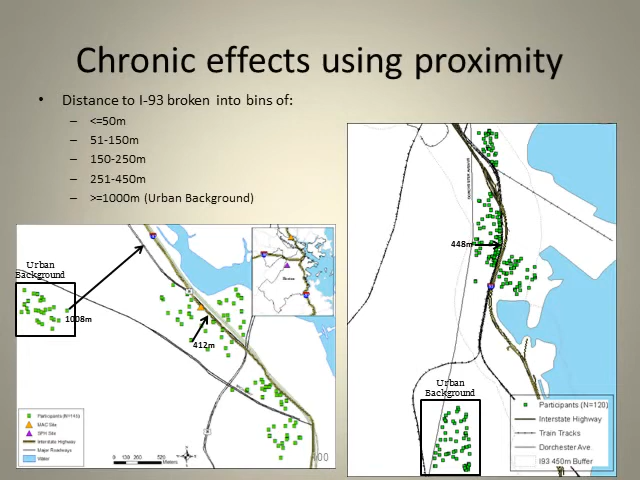 Chronic effects using proximity
• Distance to I-93 broken into bins of:
– <=50m
– 51-150m
– 150-250m
– 251-450m
– >=1000m (Urban Background)
Urban
Background
1008m
412m
Participants
MAC Site
SPH Site
Interstate Highway
Major Roadways
Water
Meters
448m
Urban
Background
Participants (N=120)
Interstate Highway
Train Tracks
Dorchester Ave.
I93 450m Buffer